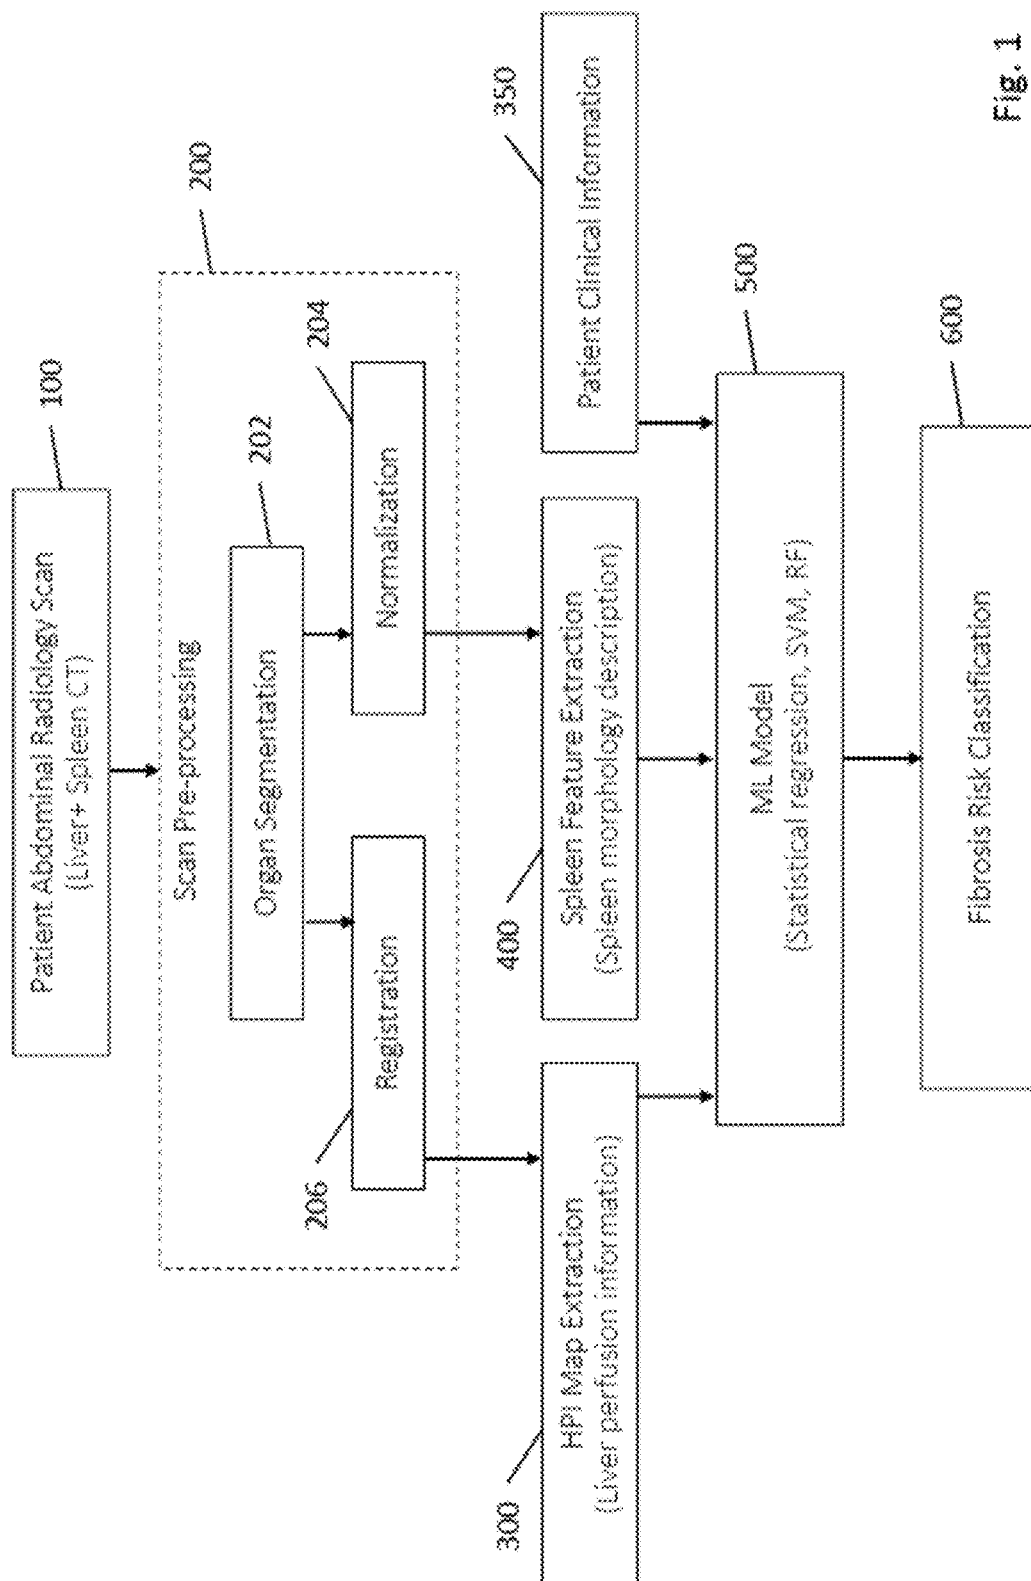 Patient Abdominal Radiology Scan
(Liver+ Spleen CT)
100
200
Scan Pre-processing
Organ Segmentation
202
Registration
206
Normalization
204
HPI Map Extraction
(Liver perfusion information)
300
Spleen Feature Extraction
(Spleen morphology description)
400
Patient Clinical Information
350
ML Model
(Statistical regression, SVM, RF)
500
Fibrosis Risk Classification
600
Fig. 1